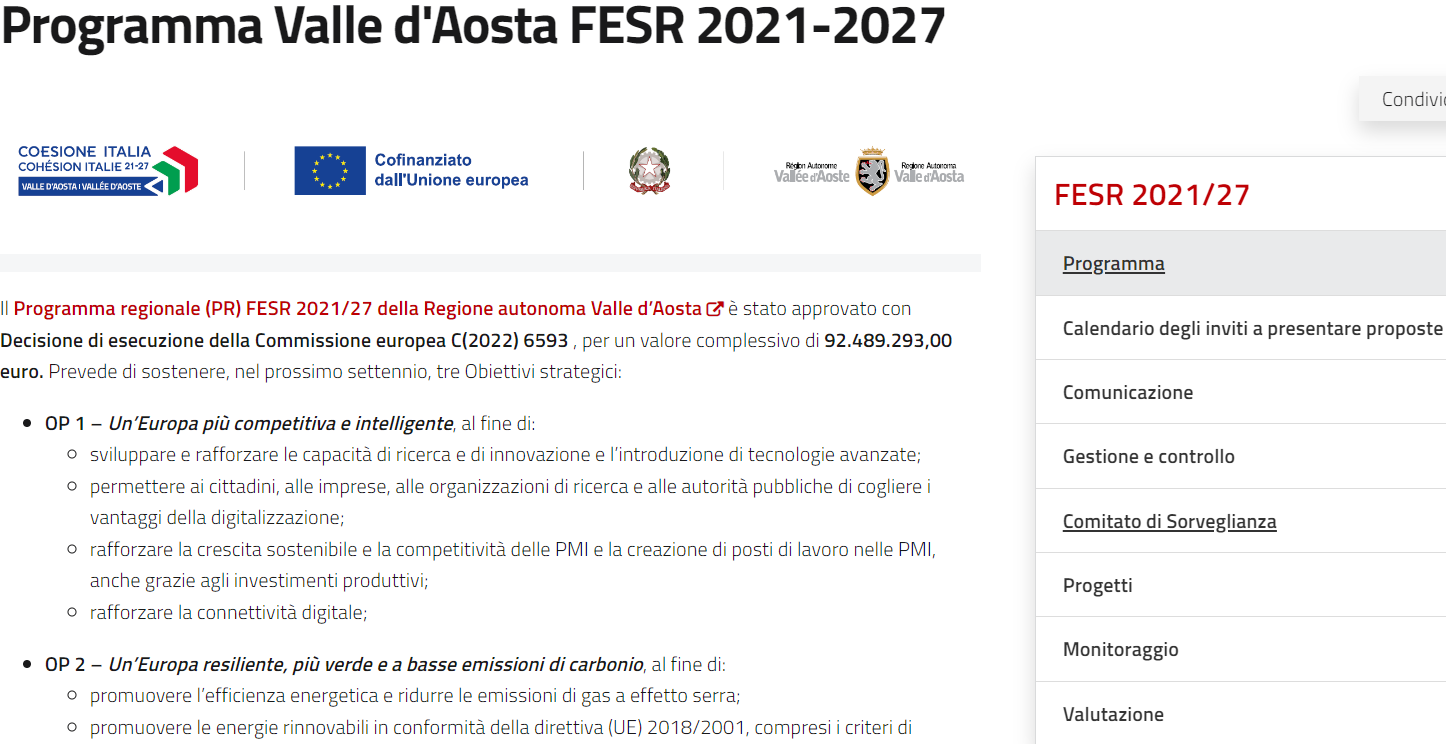 Programma Valle d'Aosta FESR 2021-2027
Condivi
COESIONE ITALIA
COHÉSION ITALIE 21-27
VALLE D'AOSTA | VALLÉE D'AOSTE
Cofinanziato
dall'Unione europea
Région Autonome
Vallée d'Aoste
Regione Autonoma
Valle d'Aosta
Il Programma regionale (PR) FESR 2021/27 della Regione autonoma Valle d’Aosta è stato approvato con
Decisione di esecuzione della Commissione europea C(2022) 6593 , per un valore complessivo di 92.489.293,00
euro. Prevede di sostenere, nel prossimo settennio, tre Obiettivi strategici:
OP 1 – Un’Europa più competitiva e intelligente, al fine di:
sviluppare e rafforzare le capacità di ricerca e di innovazione e l’introduzione di tecnologie avanzate;
permettere ai cittadini, alle imprese, alle organizzazioni di ricerca e alle autorità pubbliche di cogliere i
vantaggi della digitalizzazione;
rafforzare la crescita sostenibile e la competitività delle PMI e la creazione di posti di lavoro nelle PMI,
anche grazie agli investimenti produttivi;
rafforzare la connettività digitale;
OP 2 – Un’Europa resiliente, più verde e a basse emissioni di carbonio, al fine di:
promuovere l’efficienza energetica e ridurre le emissioni di gas a effetto serra;
promuovere le energie rinnovabili in conformità della direttiva (UE) 2018/2001, compresi i criteri di
FESR 2021/27
Programma
Calendario degli inviti a presentare proposte
Comunicazione
Gestione e controllo
Comitato di Sorveglianza
Progetti
Monitoraggio
Valutazione